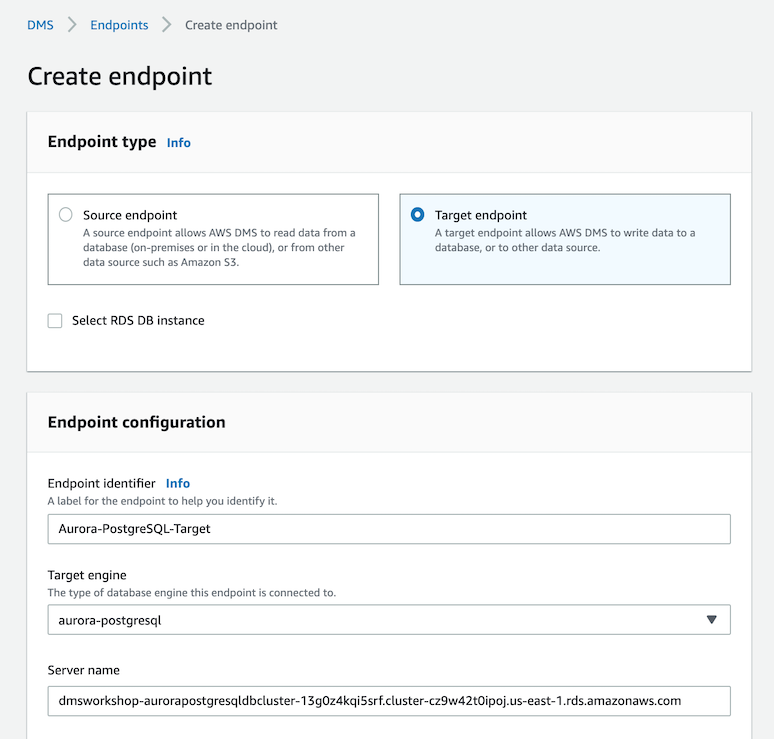 DMS > Endpoints > Create endpoint
Create endpoint
Endpoint type Info
Source endpoint
A source endpoint allows AWS DMS to read data from a
database (on-premises or in the cloud), or from other
data source such as Amazon S3.
Target endpoint
A target endpoint allows AWS DMS to write data to a
database, or to other data source.
Select RDS DB instance
Endpoint configuration
Endpoint identifier Info
A label for the endpoint to help you identify it.
Aurora-PostgreSQL-Target
Target engine
The type of database engine this endpoint is connected to.
aurora-postgresql
Server name
dmsworkshop-aurorapostgresqldbcluster-13g0z4kqi5srf.cluster-cz9w42t0ipoj.us-east-1.rds.amazonaws.com